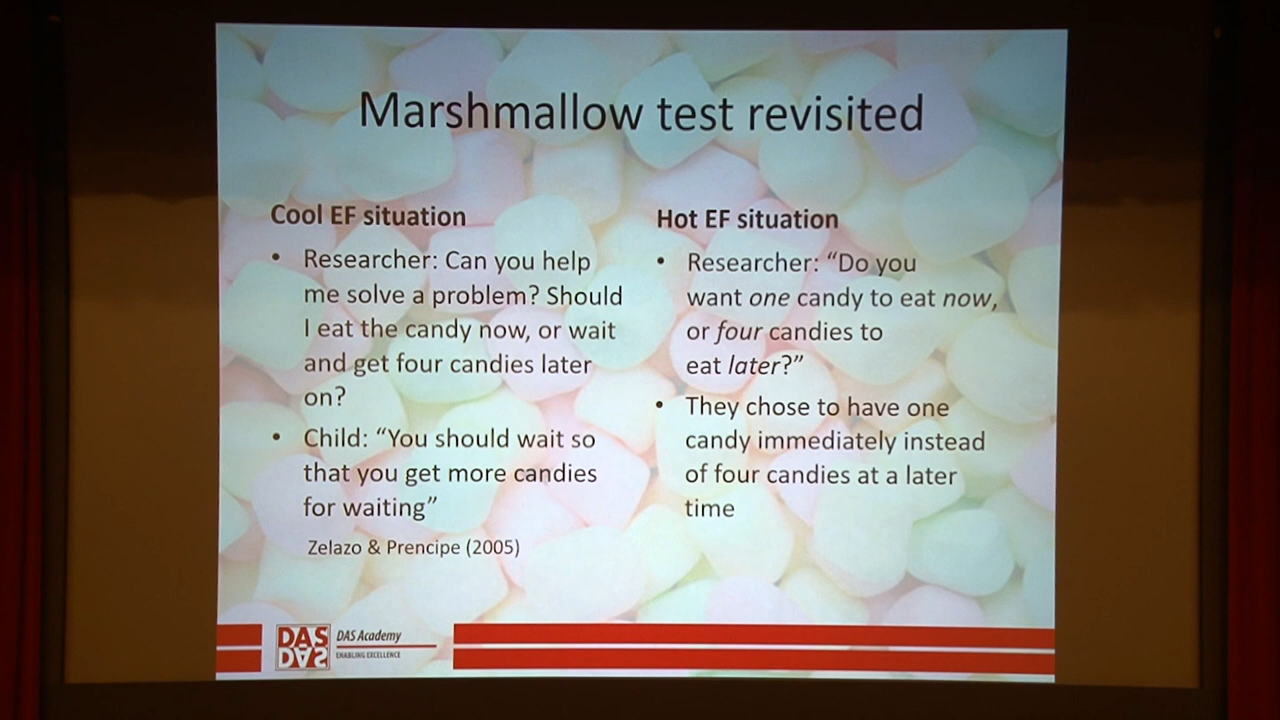 Marshmallow test revisited
Cool EF situation
• Researcher: Can you help
me solve a problem? Should
I eat the candy now, or wait
and get four candies later
on?
• Child: “You should wait so
that you get more candies
for waiting”
Zelazo & Prencipe (2005)
Hot EF situation
• Researcher: “Do you
want one candy to eat now,
or four candies to
eat later?”
• They chose to have one
candy immediately instead
of four candies at a later
time
DAS
DAS
DAS Academy
ENABLING EXCELLENCE